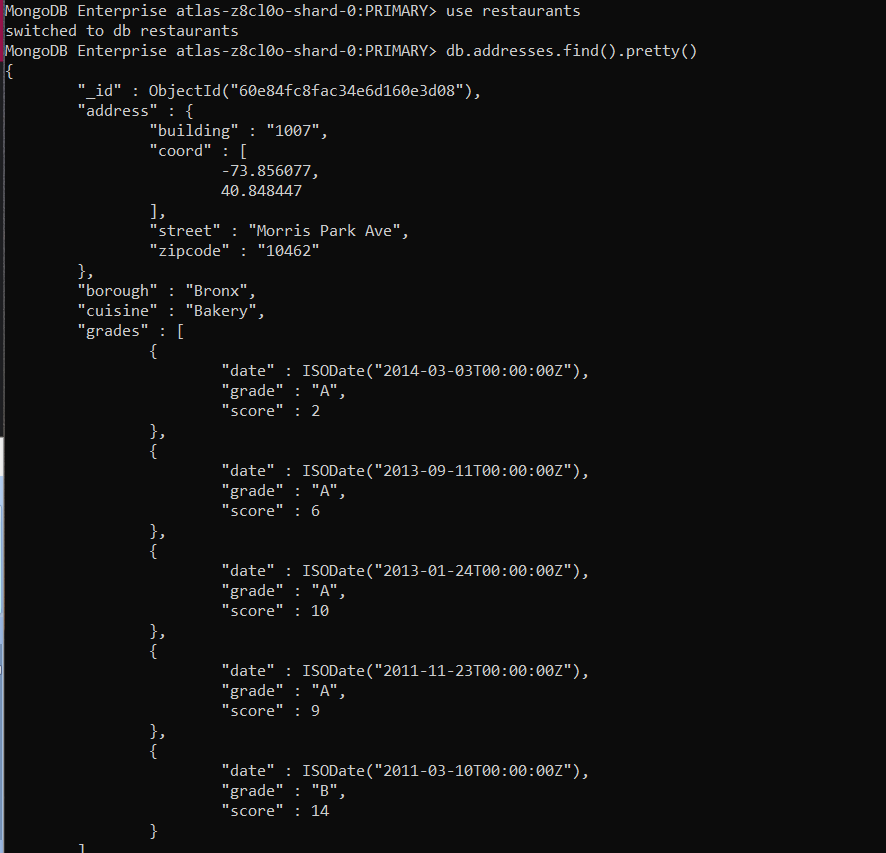 MongoDB Enterprise atlas-z8cl0o-shard-0:PRIMARY> use restaurants
switched to db restaurants
MongoDB Enterprise atlas-z8cl0o-shard-0:PRIMARY> db.addresses.find().pretty()
{
        "_id" : ObjectId("60e84fc8fac34e6d160e3d08"),
        "address" : {
                "building" : "1007",
                "coord" : [
                        -73.856077,
                        40.848447
                ],
                "street" : "Morris Park Ave",
                "zipcode" : "10462"
        },
        "borough" : "Bronx",
        "cuisine" : "Bakery",
        "grades" : [
                {
                        "date" : ISODate("2014-03-03T00:00:00Z"),
                        "grade" : "A",
                        "score" : 2
                },
                {
                        "date" : ISODate("2013-09-11T00:00:00Z"),
                        "grade" : "A",
                        "score" : 6
                },
                {
                        "date" : ISODate("2013-01-24T00:00:00Z"),
                        "grade" : "A",
                        "score" : 10
                },
                {
                        "date" : ISODate("2011-11-23T00:00:00Z"),
                        "grade" : "A",
                        "score" : 9
                },
                {
                        "date" : ISODate("2011-03-10T00:00:00Z"),
                        "grade" : "B",
                        "score" : 14
                }
        ]